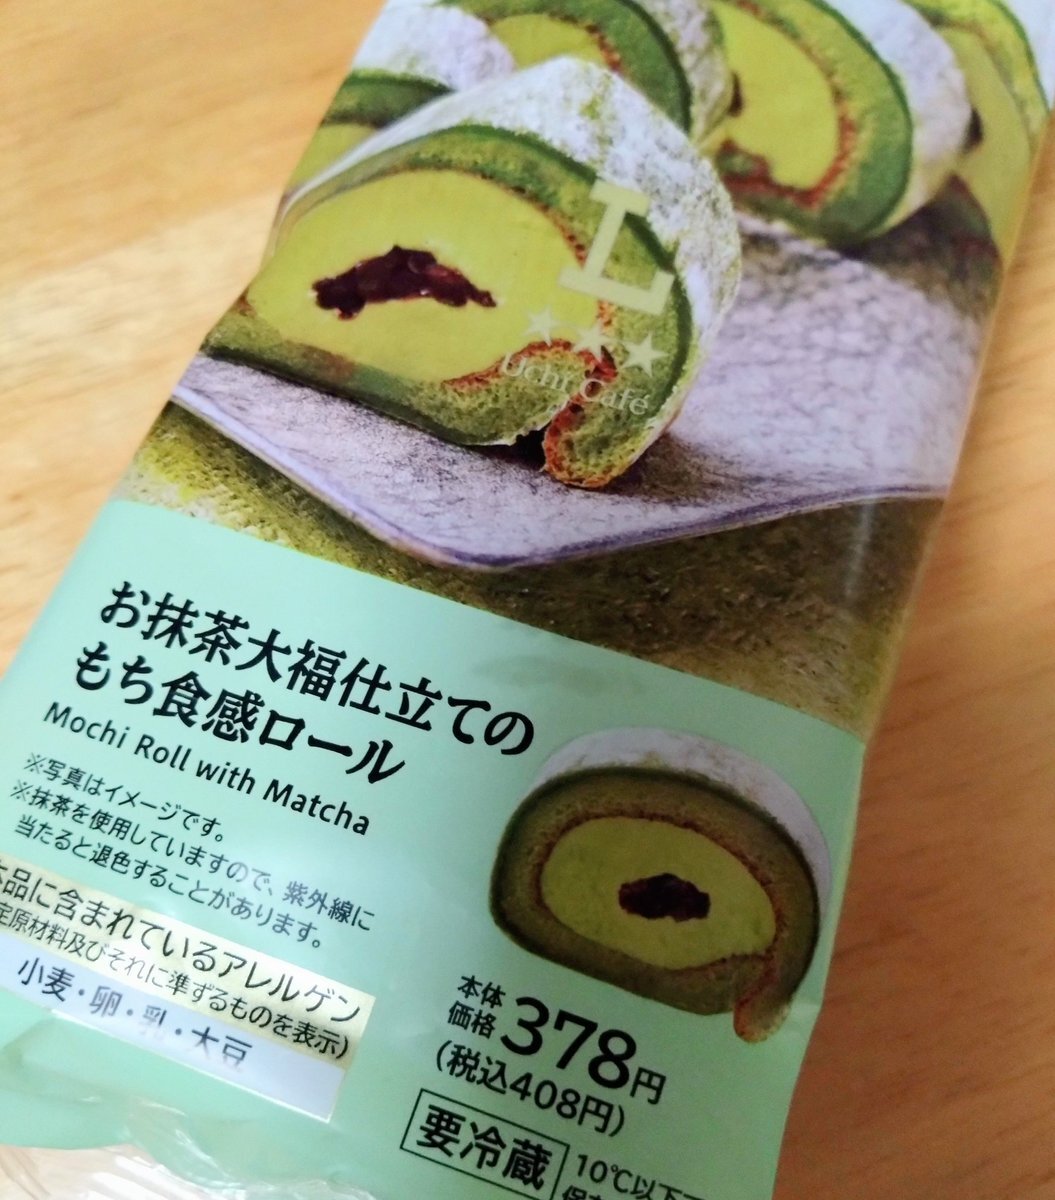 Uchi Café
お抹茶大福仕立ての
もち食感ロール
Mochi Roll with Matcha
※写真はイメージです。
※抹茶を使用していますので、紫外線に
当たると退色することがあります。
品に含まれているアレルゲン
定原材料及びそれに準ずるものを表示)
小麦・卵・乳・大豆
本体
価格 378円
(税込408円)
要冷蔵
10℃以下